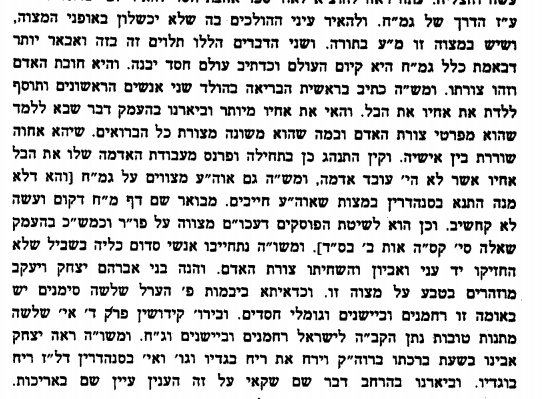 ע״ז הדרך של גמ״ח. ולהאיר עיני ההולכים בה שלא יכשלון באופני המצוה,
ושיש במצוה זו מ״ע בתורה. ושני הדברים הללו תלוים זה בזה ואבאר יותר
דבאמת כלל גמ״ח היא קיום העולם וכדתיב עולם חסד יבנה. והיא חובת האדם
וזהו צורתו. ומש״ה כתיב בראשית הבריאה בהולד שני אנשים הראשונים ותוסף
ללדת את אחיו את הבל. והאי את אחיו מיותר וביארנו בהעמק דבר שבא ללמד
שהוא מפרטי צורת האדם ובמה שהוא משונה מצורת כל הברואים. שיהא אחוה
שוררת בין אישיה. וקין התנהג כן בתחילה ופרנס מעבודת האדמה שלו את הבל
אחיו אשר לא הי׳ עובד אדמה, ומש״ה גם אוה״ע מצווים על גמ״ח [והא דלא
מנה התנא בסנהדרין במצות שאוה״ע חייבים. מבואר שם דף מ״ח דקום ועשה
לא קחשיב. וכן הוא לשיטת הפוסקים דעכו״ם מצווה על פו״ר וכמש״כ בהעמק
שאלה סי׳ קס״ה אות ב׳ בס״ד]. ומשו״ה נתחייבו אנשי סדום כליה בשביל שלא
החזיקו יד עני ואביון והשחיתו צורת האדם. והנה בני אברהם יצחק ויעקב
מוזהרים בטבע על מצוה זו. וכדאיתא ביבמות פ׳ הערל שלשה סימנים יש
באומה זו רחמנים וביישנים וגומלי חסדים. ובירו׳ קידושין פרק ד׳ אי׳ שלשה
מתנות טובות נתן הקב״ה לישראל רחמנים וביישנים וג״ח. ומשו״ה ראה יצחק
אבינו בשעת ברכתו ברוה״ק וירח את ריח בגדיו וגו׳ ואי׳ בסנהדרין דל״ז ריח
בוגדיו. וביארנו בהרחב דבר שם שקאי על זה הענין עיין שם באריכות.